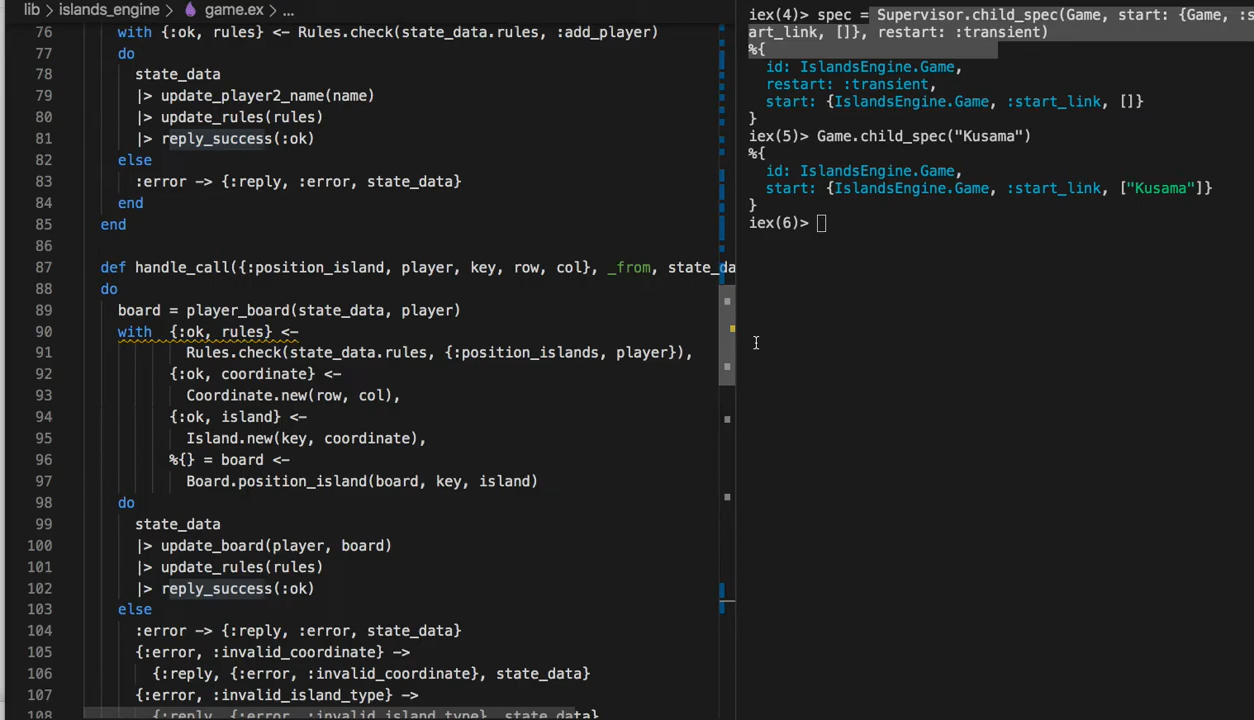 lib > islands_engine > game.ex > ...
76 with {:ok, rules} <- Rules.check(state_data.rules, :add_player)
77 do
78 state_data
79 |> update_player2_name(name)
80 |> update_rules(rules)
81 |> reply_success(:ok)
82 else
83 :error -> {:reply, :error, state_data}
84 end
85 end
86
87 def handle_call({:position_island, player, key, row, col}, _from, state_da
88 do
89 board = player_board(state_data, player)
90 with {:ok, rules} <-
91 Rules.check(state_data.rules, {:position_islands, player}),
92 {:ok, coordinate} <-
93 Coordinate.new(row, col),
94 {:ok, island} <-
95 Island.new(key, coordinate),
96 %{} = board <-
97 Board.position_island(board, key, island)
98 do
99 state_data
100 |> update_board(player, board)
101 |> update_rules(rules)
102 |> reply_success(:ok)
103 else
104 :error -> {:reply, :error, state_data}
105 {:error, :invalid_coordinate} ->
106 {:reply, {:error, :invalid_coordinate}, state_data}
107 {:error, :invalid_island_type} ->
108 {:reply, {:error, :invalid_island_type}, state_data}
iex(4)> spec = Supervisor.child_spec(Game, start: {Game, :s
art_link, []}, restart: :transient)
%{
id: IslandsEngine.Game,
restart: :transient,
start: {IslandsEngine.Game, :start_link, []}
}
iex(5)> Game.child_spec("Kusama")
%{
id: IslandsEngine.Game,
start: {IslandsEngine.Game, :start_link, ["Kusama"]}
}
iex(6)>